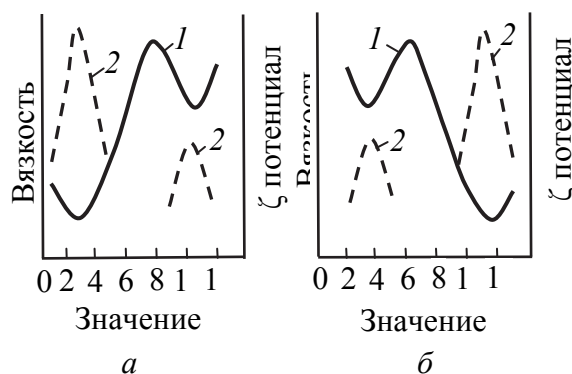 1
2
2
Вязкость
ζ потенциал
0 2 4 6 8 1 1
Значение
а
1
2
2
ζ потенциал
0 2 4 6 8 1 1
Значение
б